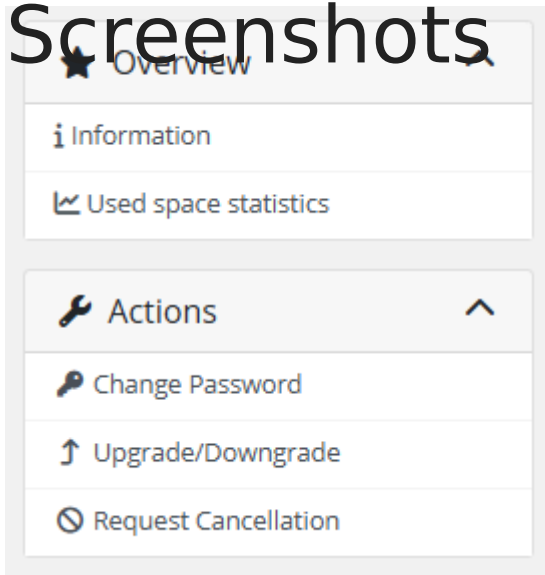 Screenshots
Overview
Information
Used space statistics
Actions
Change Password
Upgrade/Downgrade
Request Cancellation